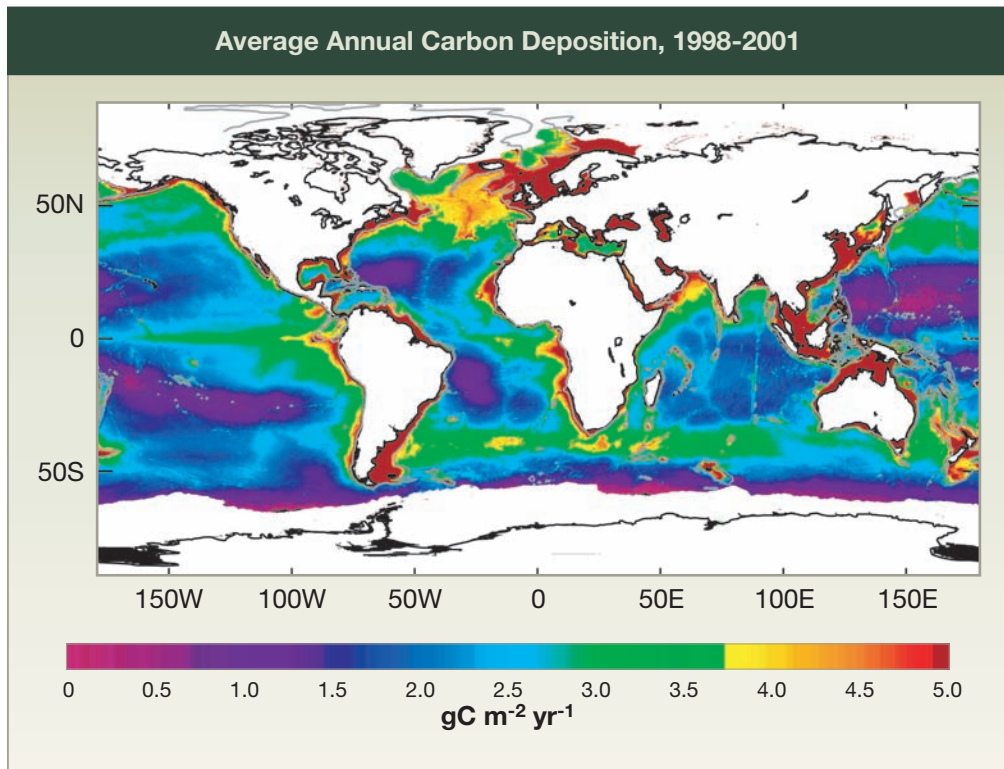 Average Annual Carbon Deposition, 1998-2001
50N
0
50S
150W 100W 50W 0 50E 100E 150E
0 0.5 1.0 1.5 2.0 2.5 3.0 3.5 4.0 4.5 5.0
gC m⁻² yr⁻¹